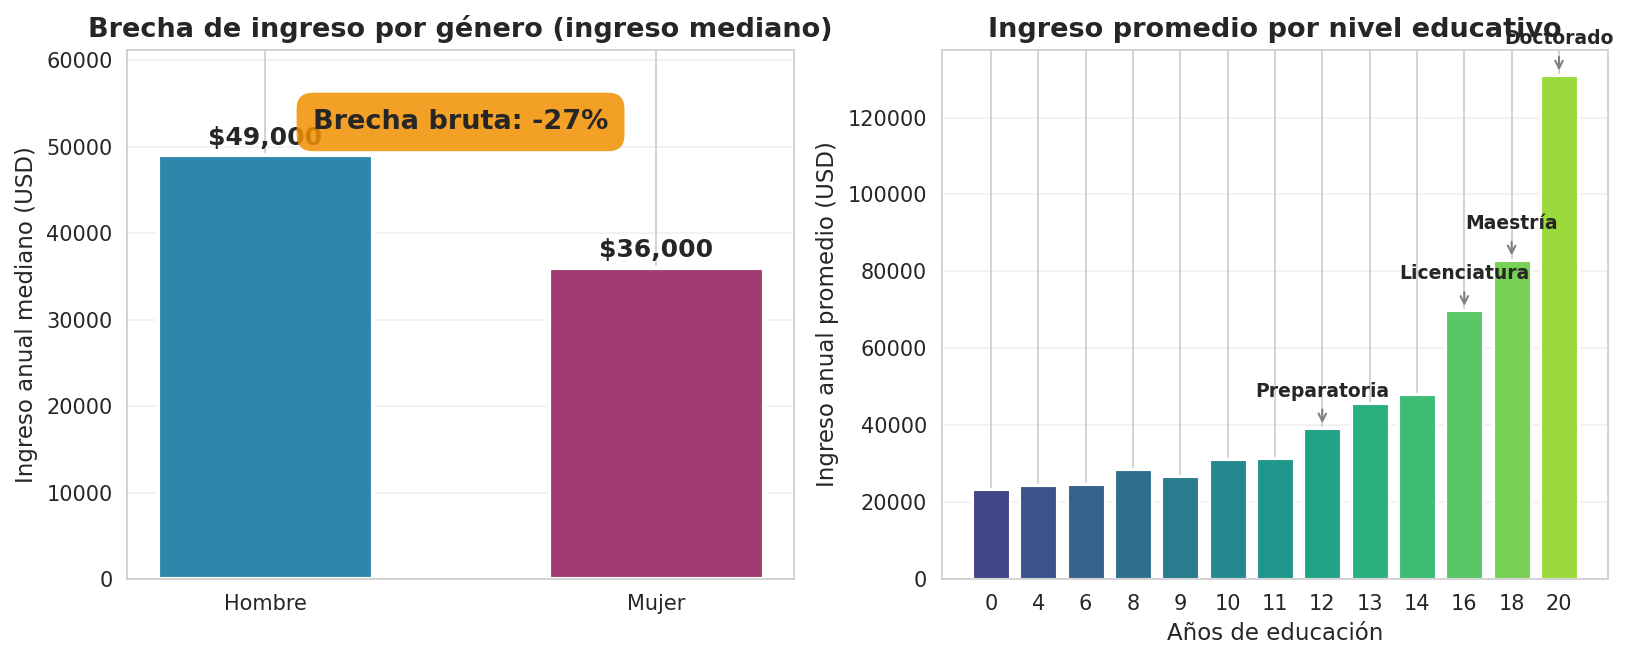 Brecha de ingreso por género (ingreso mediano)
Ingreso anual mediano (USD)
60000
50000
40000
30000
20000
10000
0
$49,000
Brecha bruta: -27%
$36,000
Hombre
Mujer
Ingreso promedio por nivel educativo
Ingreso anual promedio (USD)
120000
100000
80000
60000
40000
20000
0
Doctorado
Maestría
Licenciatura
Preparatoria
0 4 6 8 9 10 11 12 13 14 16 18 20
Años de educación